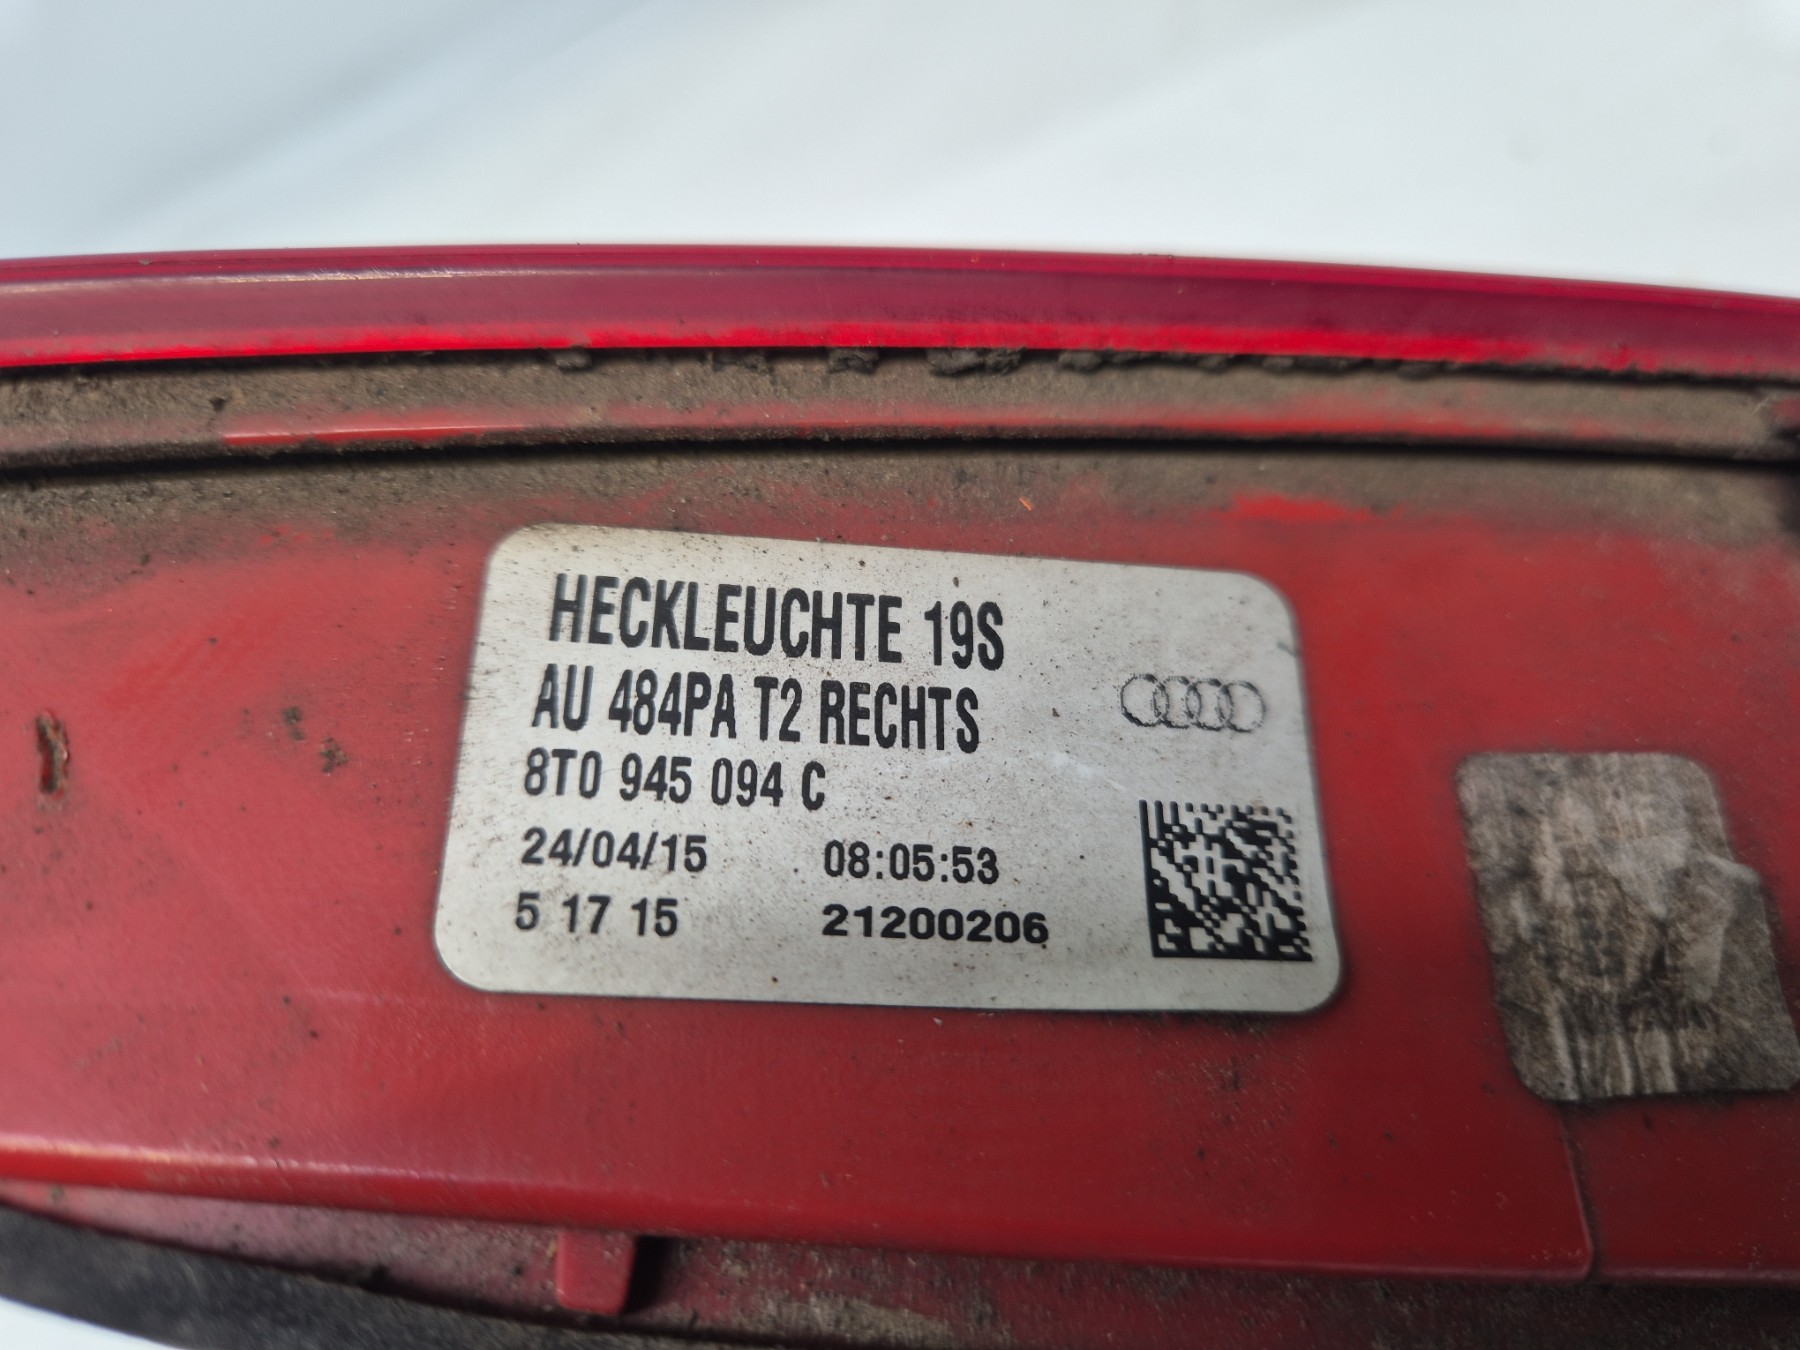 HECKLEUCHTE 19S
AU 484PA T2 RECHTS
8T0 945 094 C
24/04/15 08:05:53
5 17 15 21200206